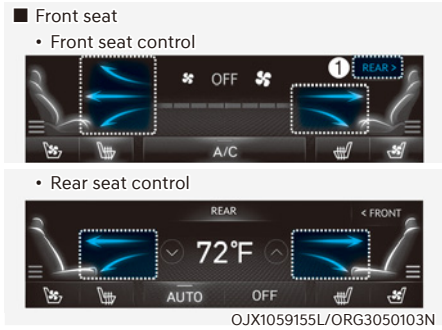 ■ Front seat
• Front seat control
OFF
1
REAR >
A/C
• Rear seat control
REAR
< FRONT
72°F
AUTO
OFF
OJX1059155L/ORG3050103N